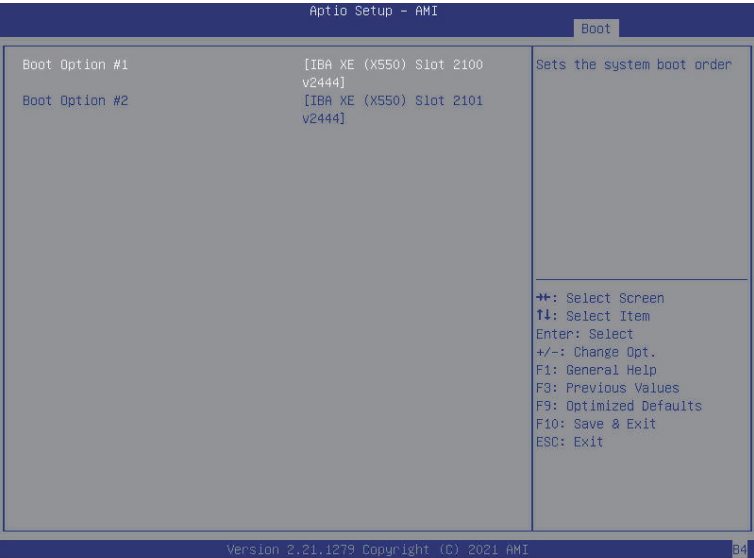 Aptio Setup – AMI
Boot
Boot Option #1 [IBA XE (X550) Slot 2100
v2444]
Boot Option #2 [IBA XE (X550) Slot 2101
v2444]
Sets the system boot order
→←: Select Screen
↑↓: Select Item
Enter: Select
+/-: Change Opt.
F1: General Help
F3: Previous Values
F9: Optimized Defaults
F10: Save & Exit
ESC: Exit
Version 2.21.1279 Copyright (C) 2021 AMI
B4